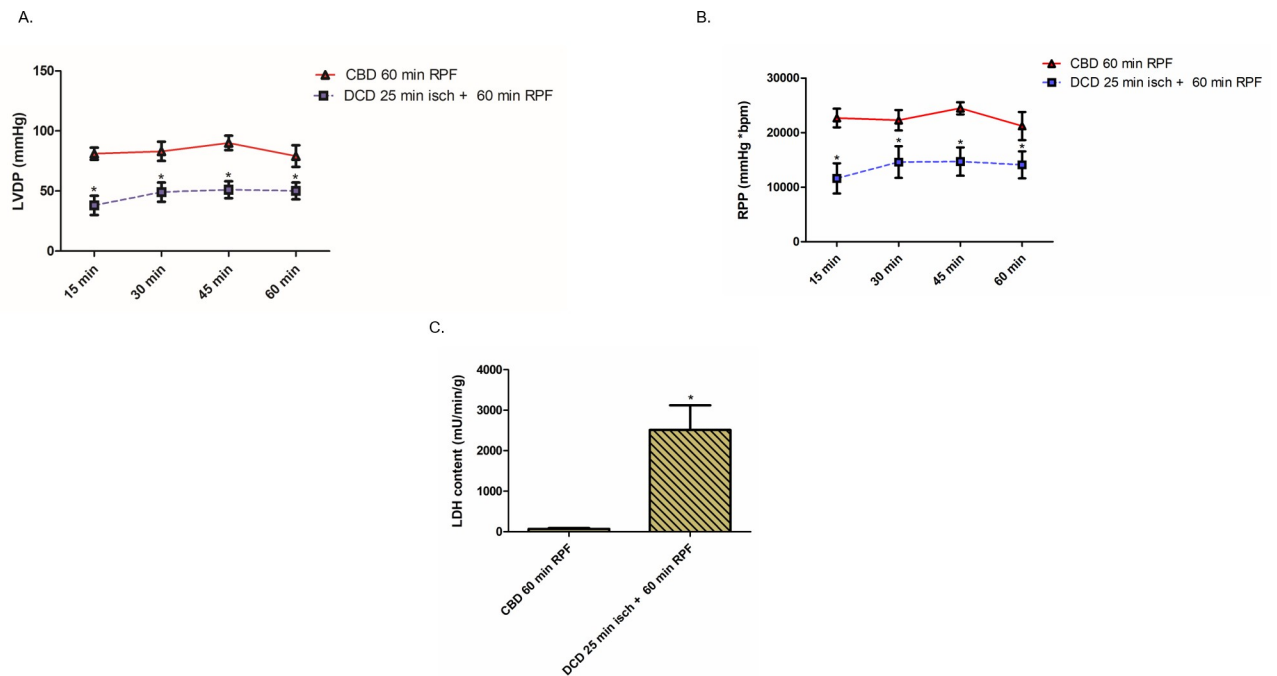 A.
LVDP (mmHg)
150
100
50
0
15 min
30 min
45 min
60 min
CBD 60 min RPF
DCD 25 min isch + 60 min RPF
*
*
*
*
B.
RPP (mmHg *bpm)
30000
20000
10000
0
15 min
30 min
45 min
60 min
CBD 60 min RPF
DCD 25 min isch + 60 min RPF
*
*
*
*
C.
LDH content (mU/min/g)
4000
3000
2000
1000
0
*
CBD 60 min RPF
DCD 25 min isch + 60 min RPF